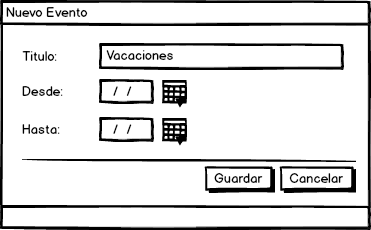 Nuevo Evento
Titulo: Vacaciones
Desde: / /
Hasta: / /
Guardar Cancelar